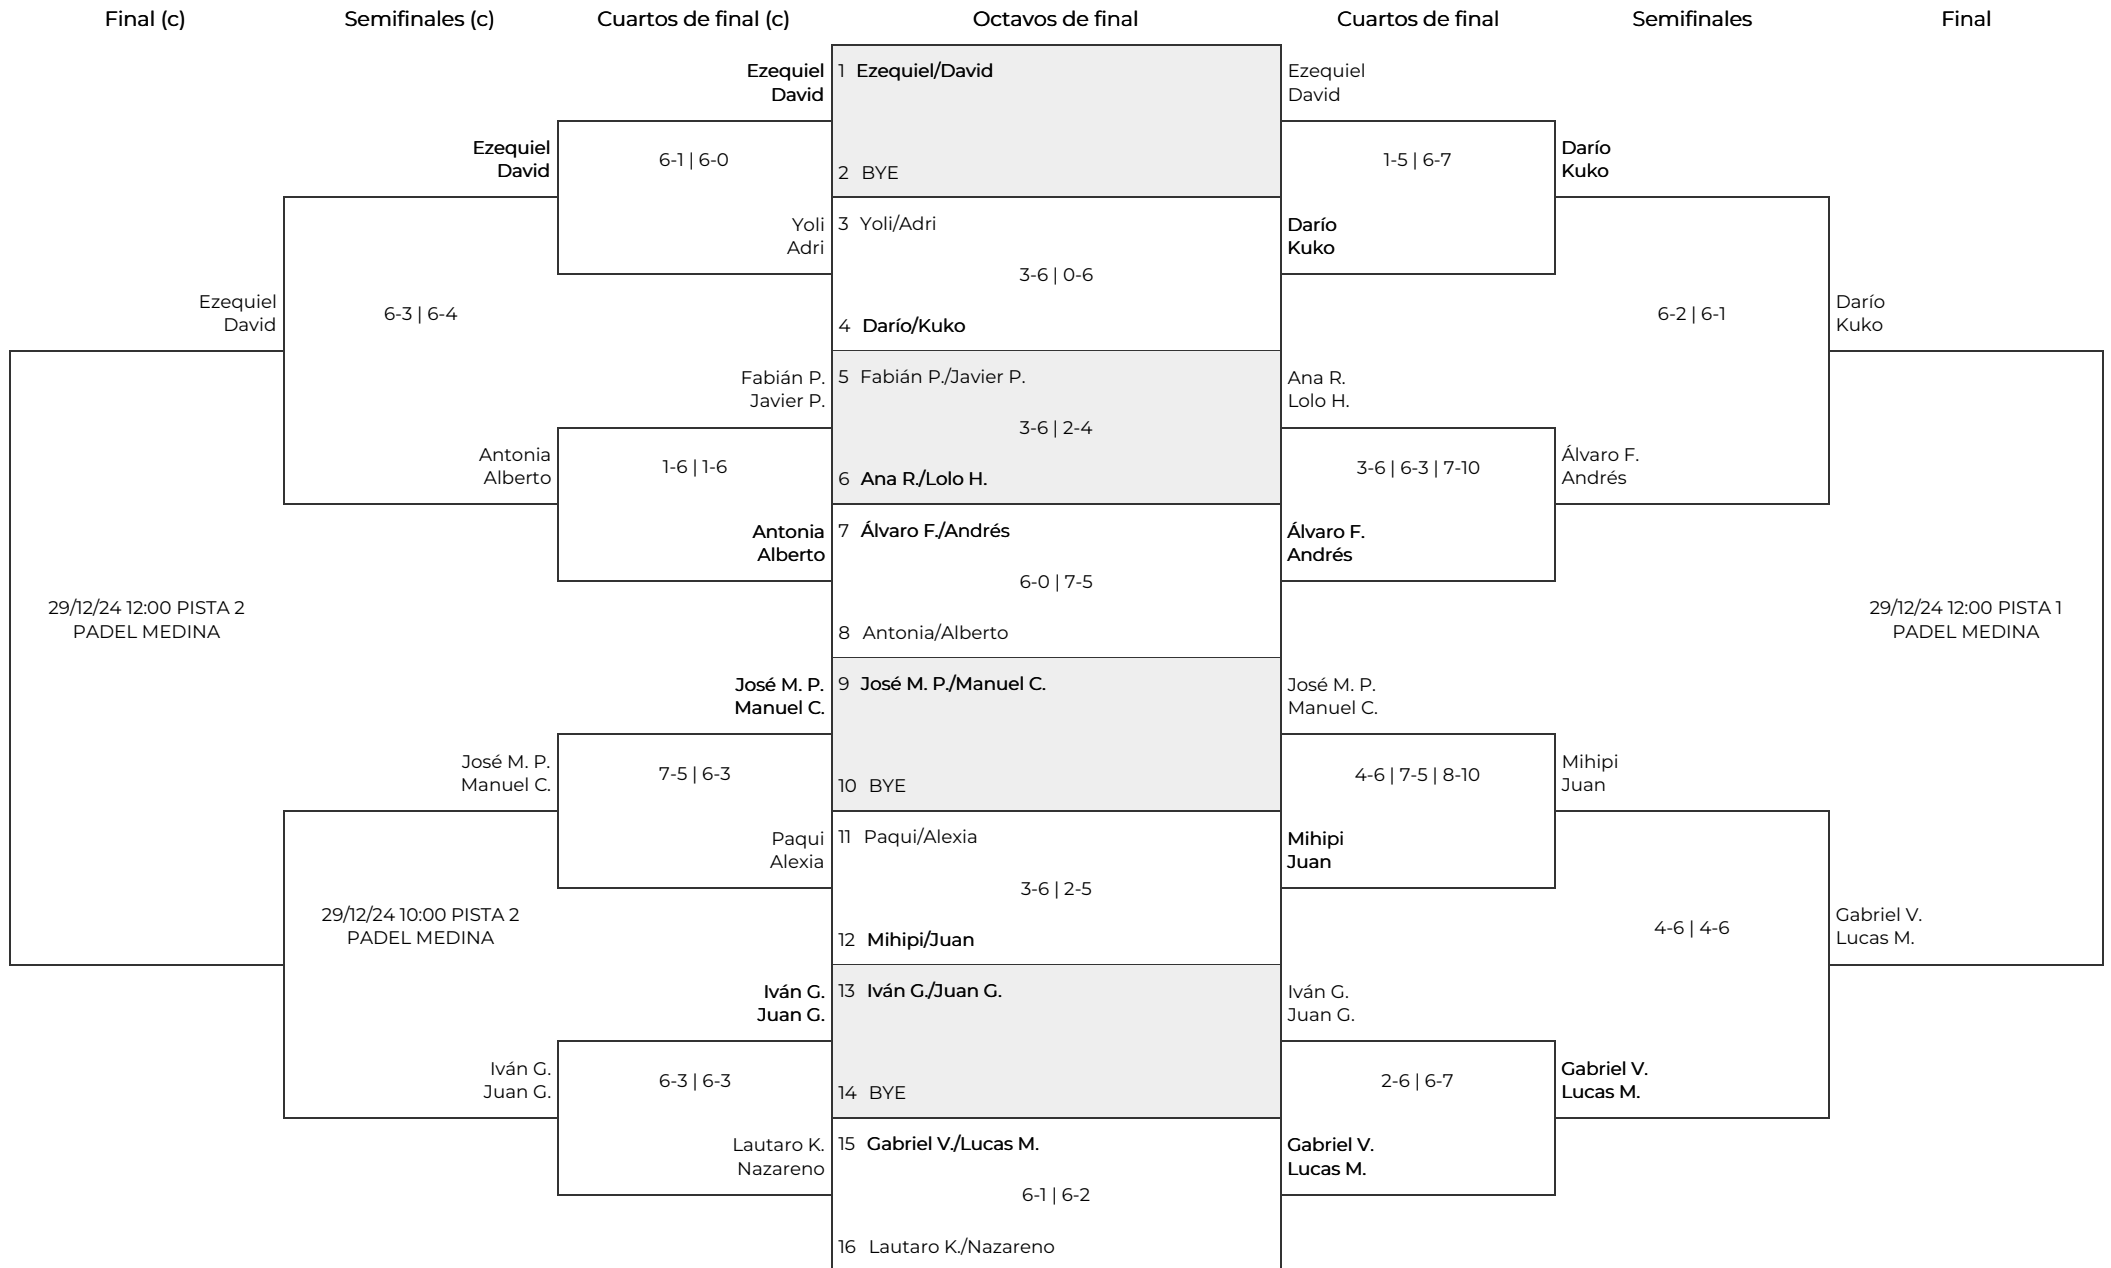 Final (c)
Semifinales (c)
Cuartos de final (c)
Octavos de final
Cuartos de final
Semifinales
Final
Ezequiel
David
1 Ezequiel/David
Ezequiel
David
Ezequiel
David
6-1 | 6-0
2 BYE
1-5 | 6-7
Darío
Kuko
Yoli
Adri
3 Yoli/Adri
Darío
Kuko
3-6 | 0-6
Ezequiel
David
6-3 | 6-4
4 Darío/Kuko
6-2 | 6-1
Darío
Kuko
Fabián P.
Javier P.
5 Fabián P./Javier P.
Ana R.
Lolo H.
3-6 | 2-4
Antonia
Alberto
1-6 | 1-6
6 Ana R./Lolo H.
3-6 | 6-3 | 7-10
Álvaro F.
Andrés
Antonia
Alberto
7 Álvaro F./Andrés
Álvaro F.
Andrés
6-0 | 7-5
29/12/24 12:00 PISTA 2
PADEL MEDINA
8 Antonia/Alberto
29/12/24 12:00 PISTA 1
PADEL MEDINA
José M. P.
Manuel C.
9 José M. P./Manuel C.
José M. P.
Manuel C.
José M. P.
Manuel C.
7-5 | 6-3
10 BYE
4-6 | 7-5 | 8-10
Mihipi
Juan
Paqui
Alexia
11 Paqui/Alexia
Mihipi
Juan
3-6 | 2-5
29/12/24 10:00 PISTA 2
PADEL MEDINA
12 Mihipi/Juan
4-6 | 4-6
Gabriel V.
Lucas M.
Iván G.
Juan G.
13 Iván G./Juan G.
Iván G.
Juan G.
Iván G.
Juan G.
6-3 | 6-3
14 BYE
2-6 | 6-7
Gabriel V.
Lucas M.
Lautaro K.
Nazareno
15 Gabriel V./Lucas M.
Gabriel V.
Lucas M.
6-1 | 6-2
16 Lautaro K./Nazareno